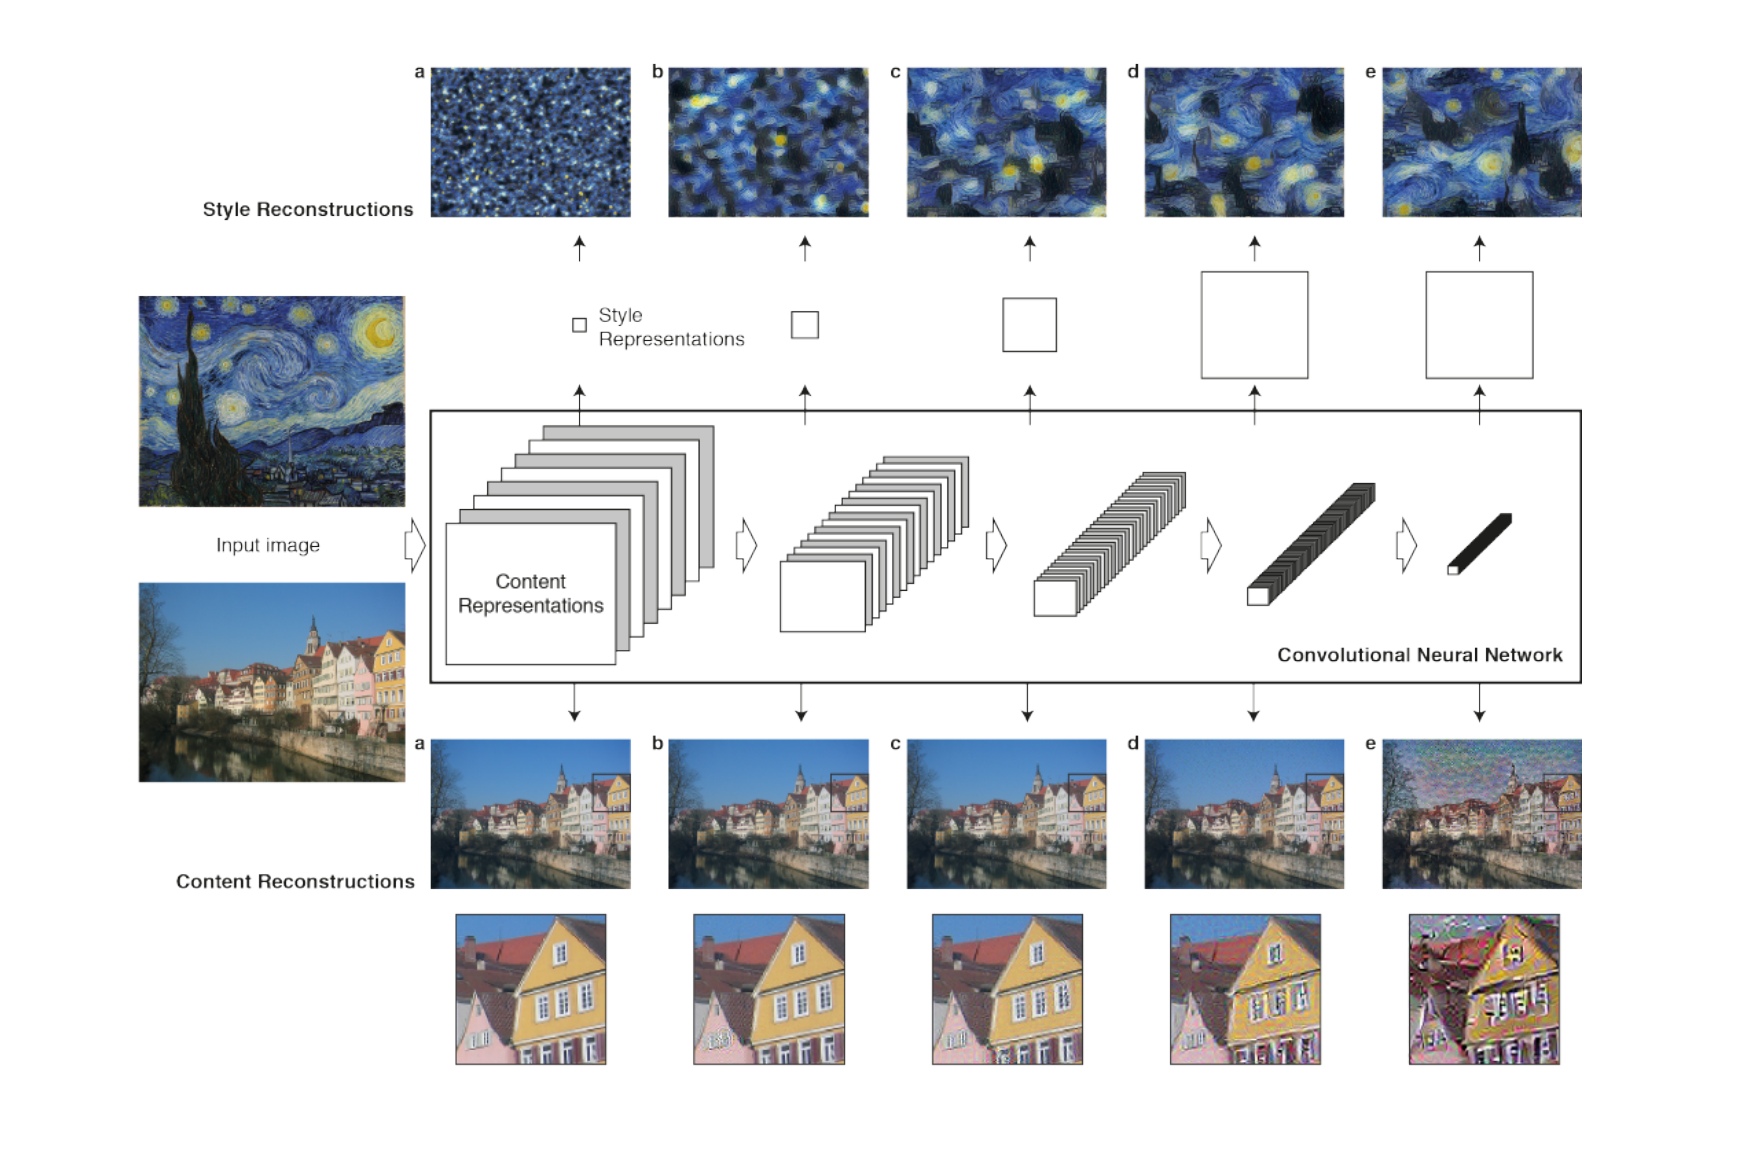 a
b
c
d
e
Style Reconstructions
Style
Representations
Input image
Content
Representations
Convolutional Neural Network
a
b
c
d
e
Content Reconstructions